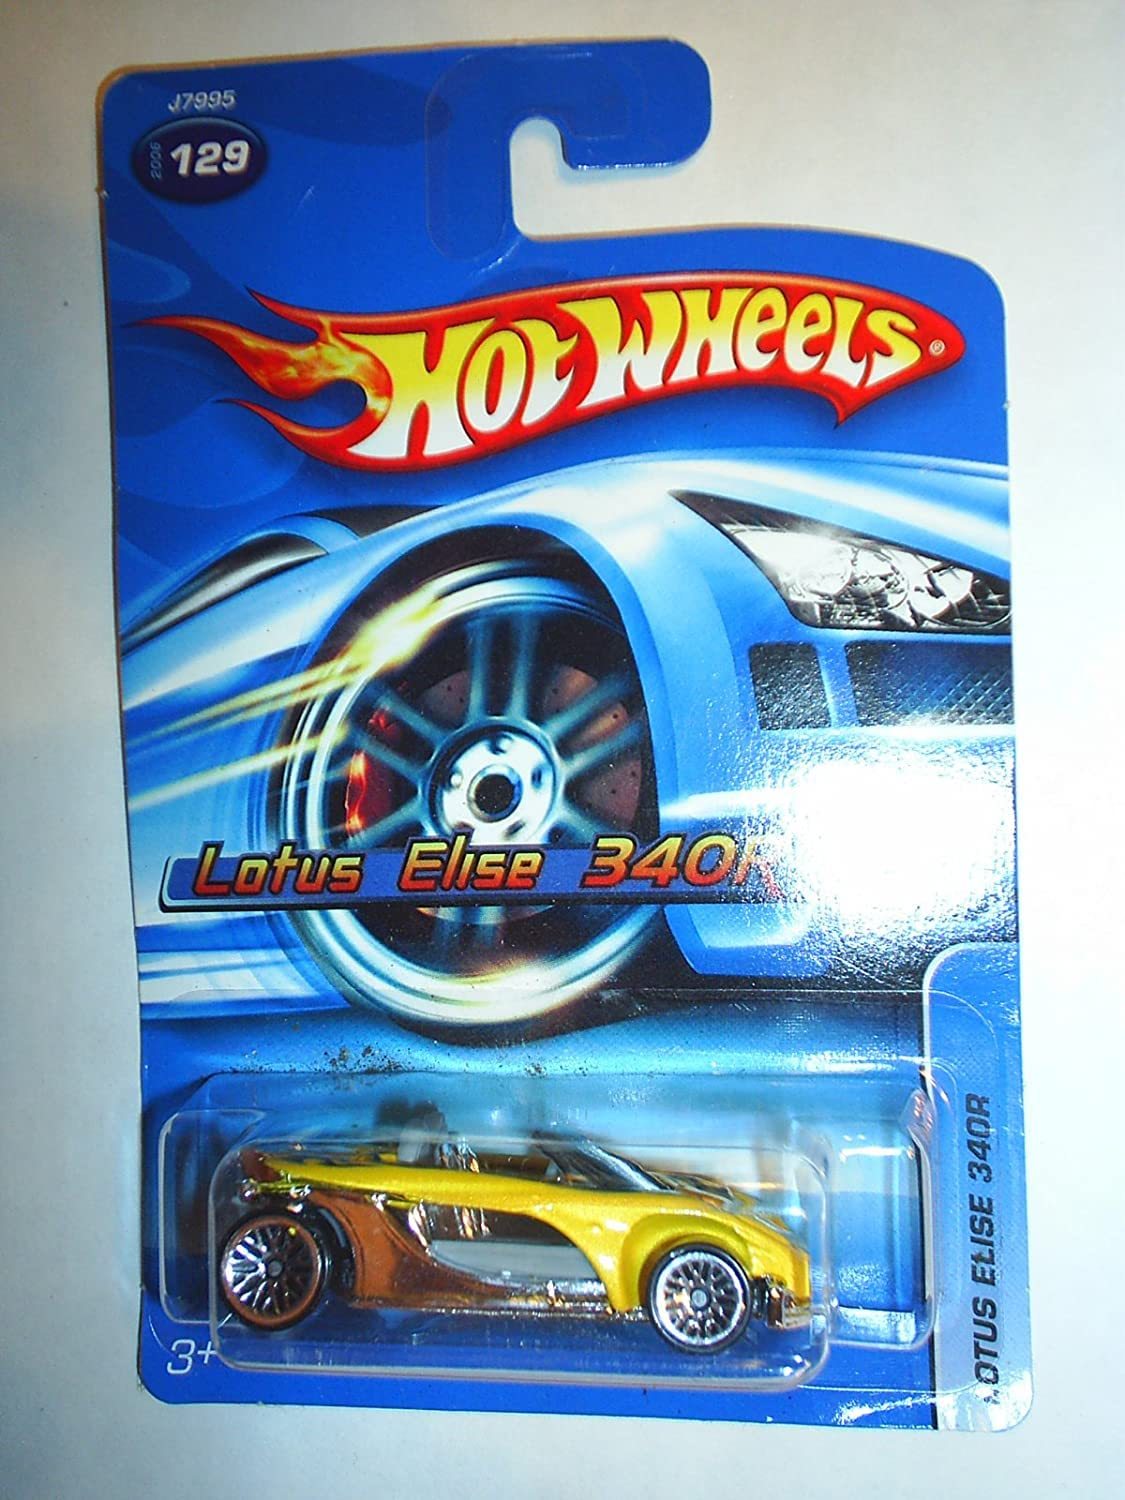 J7995
2006 129
HOT WHEELS ®
Lotus Elise 340R
LOTUS ELISE 340R
3+